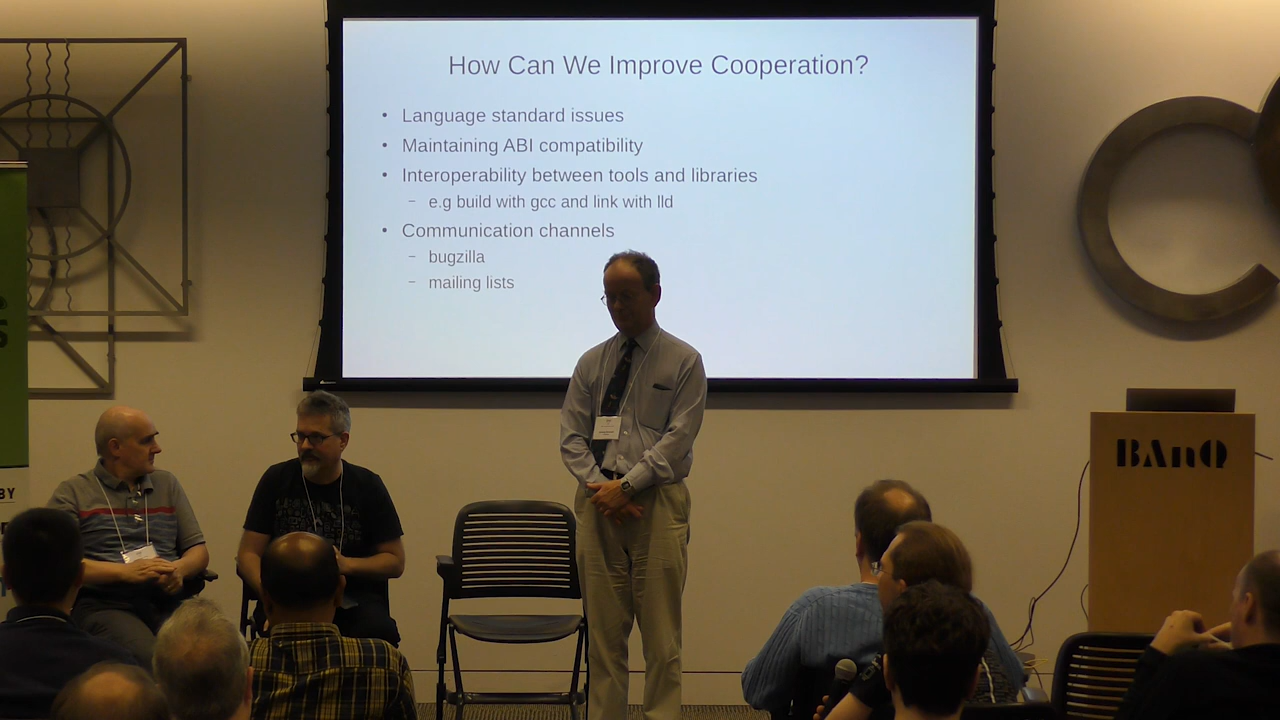 How Can We Improve Cooperation?
• Language standard issues
• Maintaining ABI compatibility
• Interoperability between tools and libraries
– e.g build with gcc and link with lld
• Communication channels
– bugzilla
– mailing lists
BAnQ
S
BY